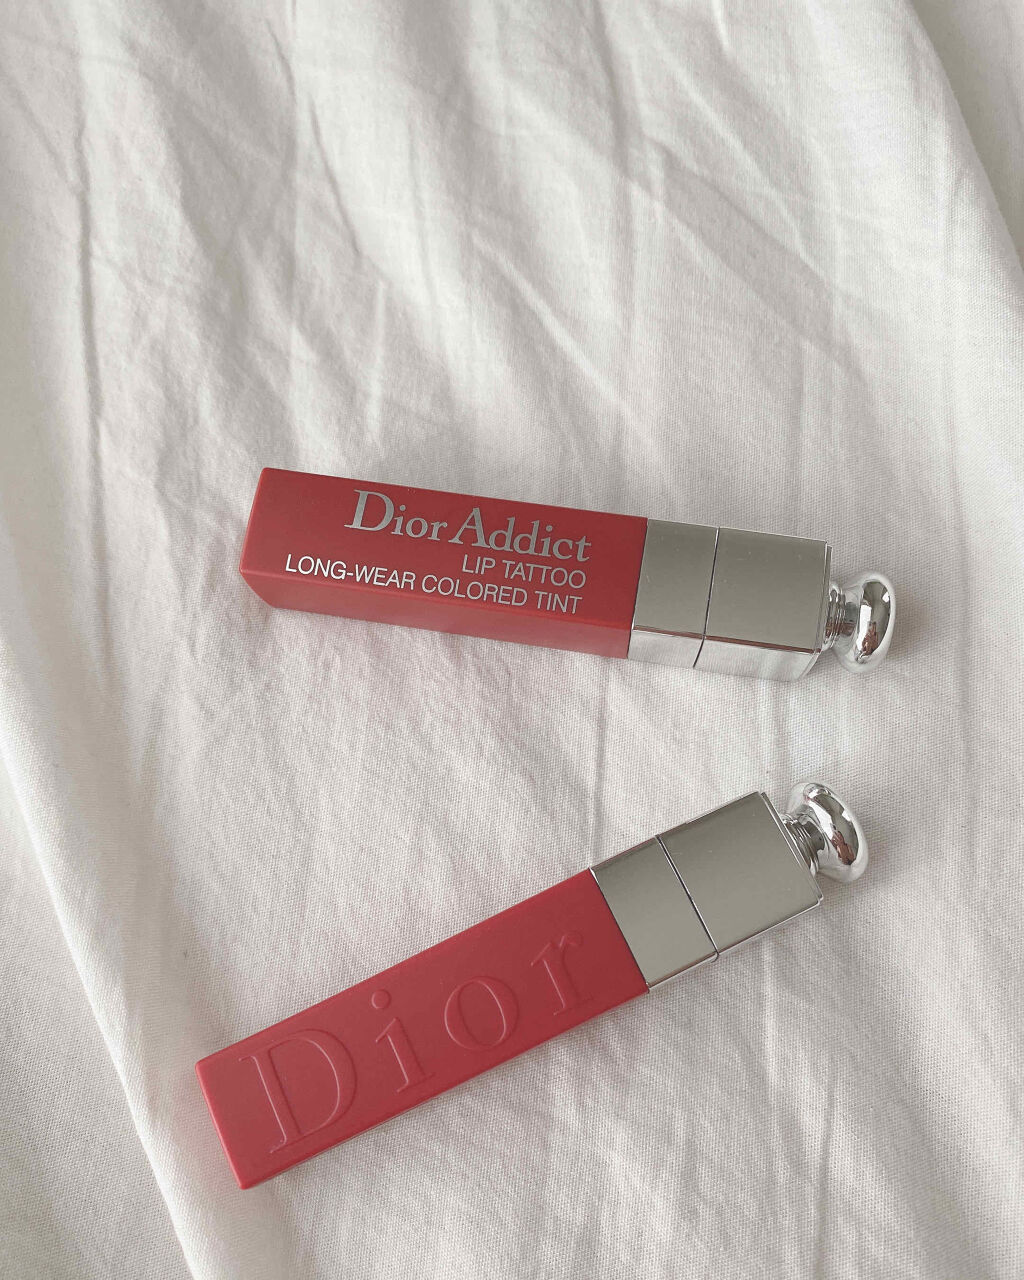 Dior Addict
LIP TATTOO
LONG-WEAR COLORED TINT
Dior